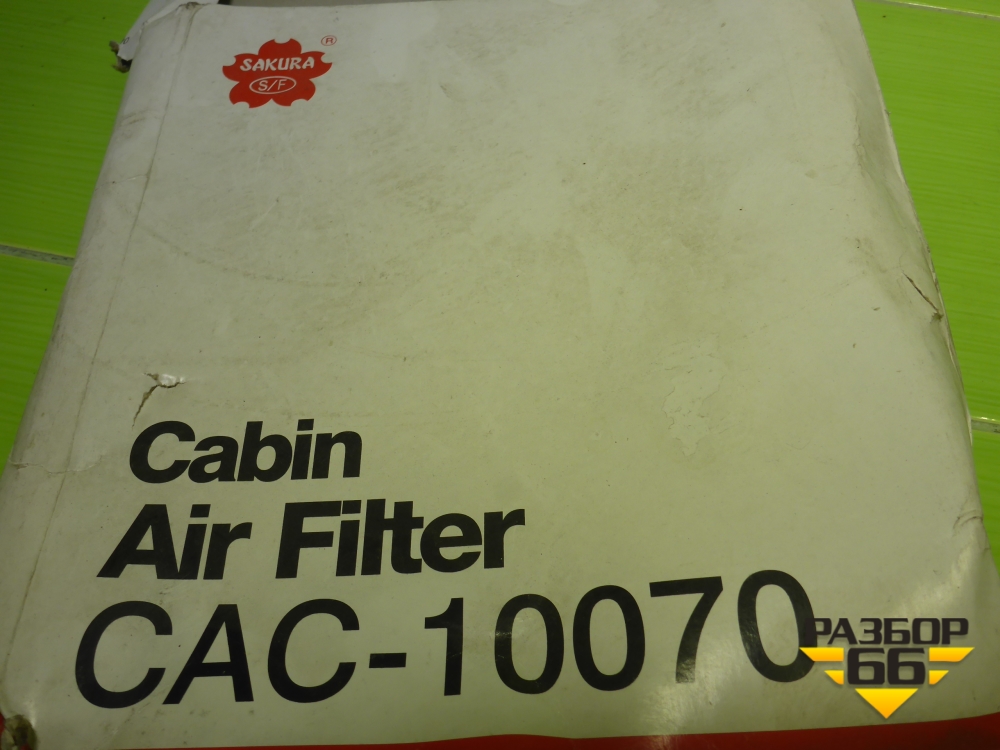 SAKURA ®
S/F
Cabin
Air Filter
CAC-10070
РАЗБОР
66